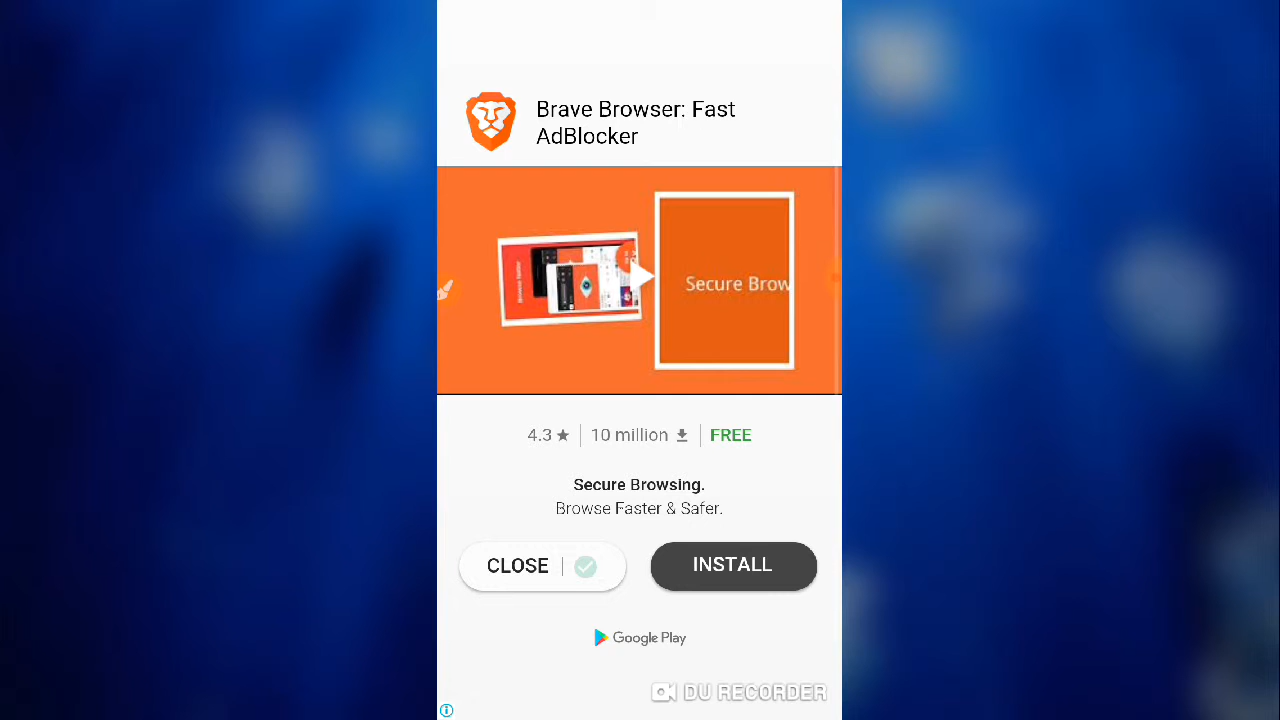 Brave Browser: Fast
AdBlocker
Secure Brow
4.3 ★ | 10 million | FREE
Secure Browsing.
Browse Faster & Safer.
CLOSE
INSTALL
Google Play
DU RECORDER